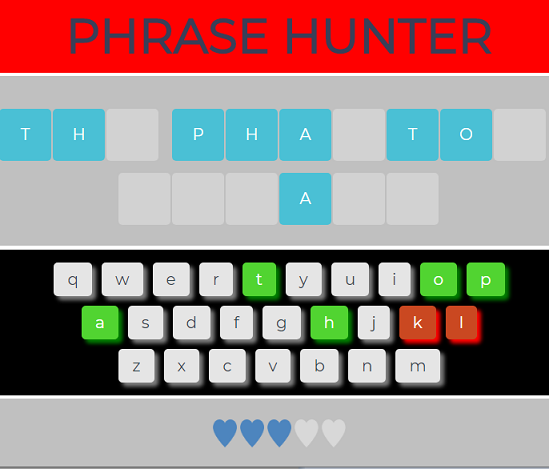 PHRASE HUNTER
T H P H A T O
A
q w e r t y u i o p
a s d f g h j k l
z x c v b n m